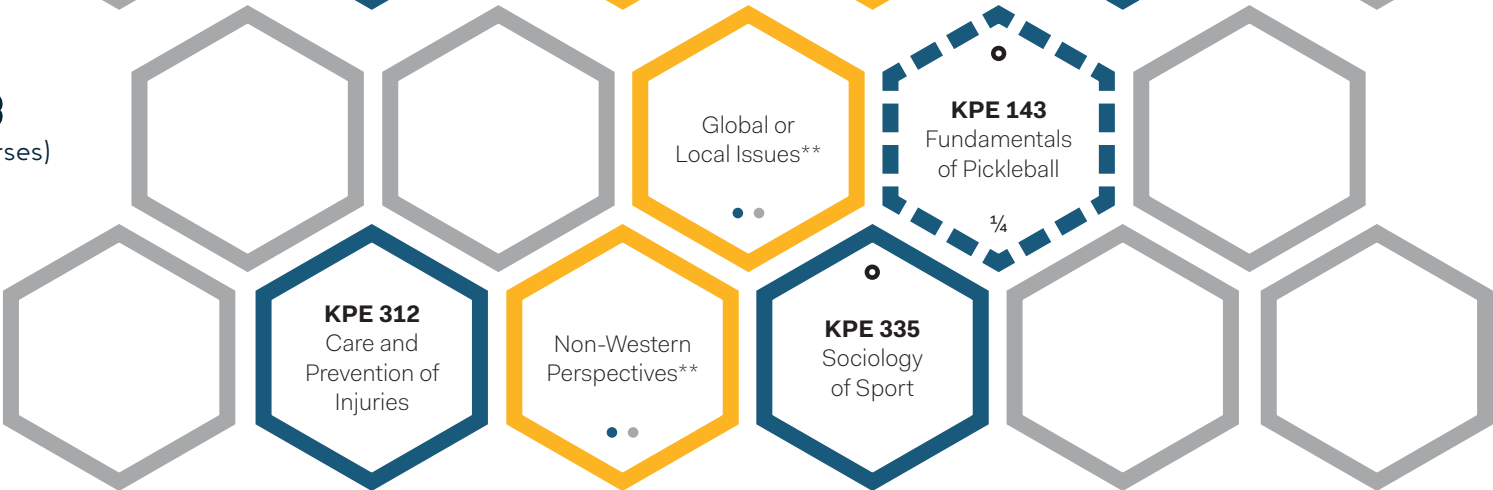 rses)
Global or
Local Issues**
KPE 143
Fundamentals
of Pickleball
¼
KPE 312
Care and
Prevention of
Injuries
Non-Western
Perspectives**
KPE 335
Sociology
of Sport